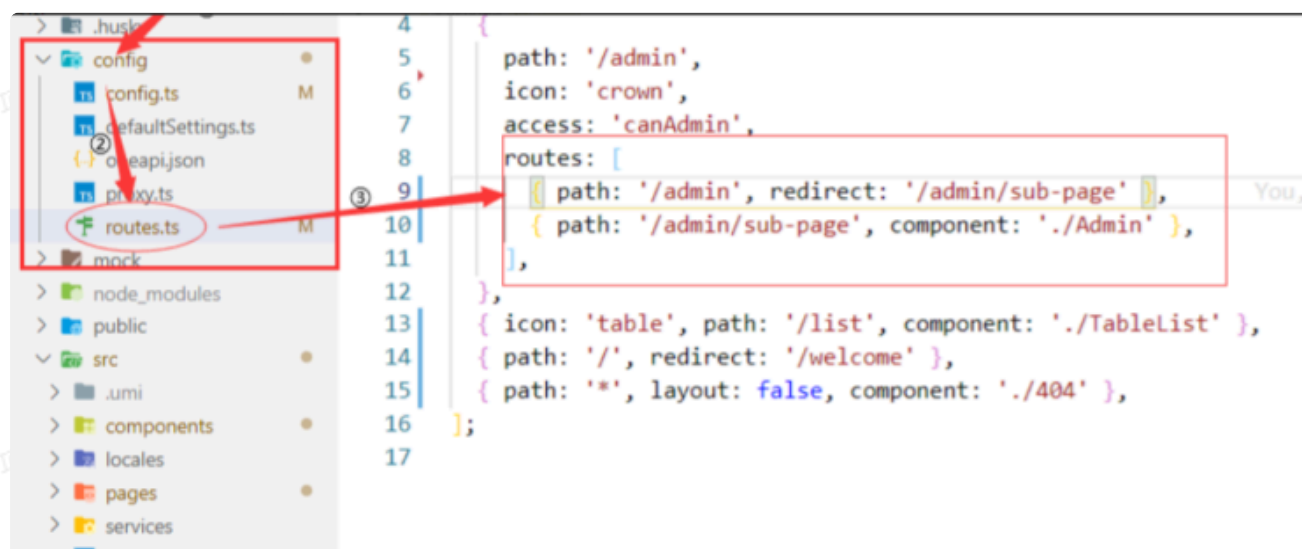 .husky
config
config.ts M
defaultSettings.ts
②
oneapi.json
proxy.ts
routes.ts M
mock
node_modules
public
src
.umi
components
locales
pages
services
③
4 {
5 path: '/admin',
6 icon: 'crown',
7 access: 'canAdmin',
8 routes: [
9 { path: '/admin', redirect: '/admin/sub-page' }, You,
10 { path: '/admin/sub-page', component: './Admin' },
11 ],
12 },
13 { icon: 'table', path: '/list', component: './TableList' },
14 { path: '/', redirect: '/welcome' },
15 { path: '*', layout: false, component: './404' },
16 ];
17